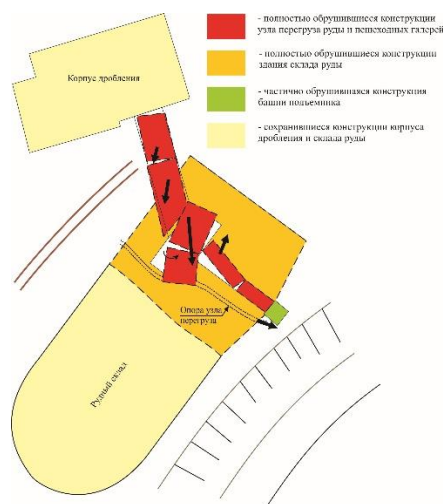 Корпус дробления
- полностью обрушившиеся конструкции
узла перегруза руды и пешеходных галерей
- полностью обрушившиеся конструкции
здания склада руды
- частично обрушившаяся конструкция
башни подъемника
- сохранившиеся конструкции корпуса
дробления и склада руды
Опора узла
перегруза
Рудный склад